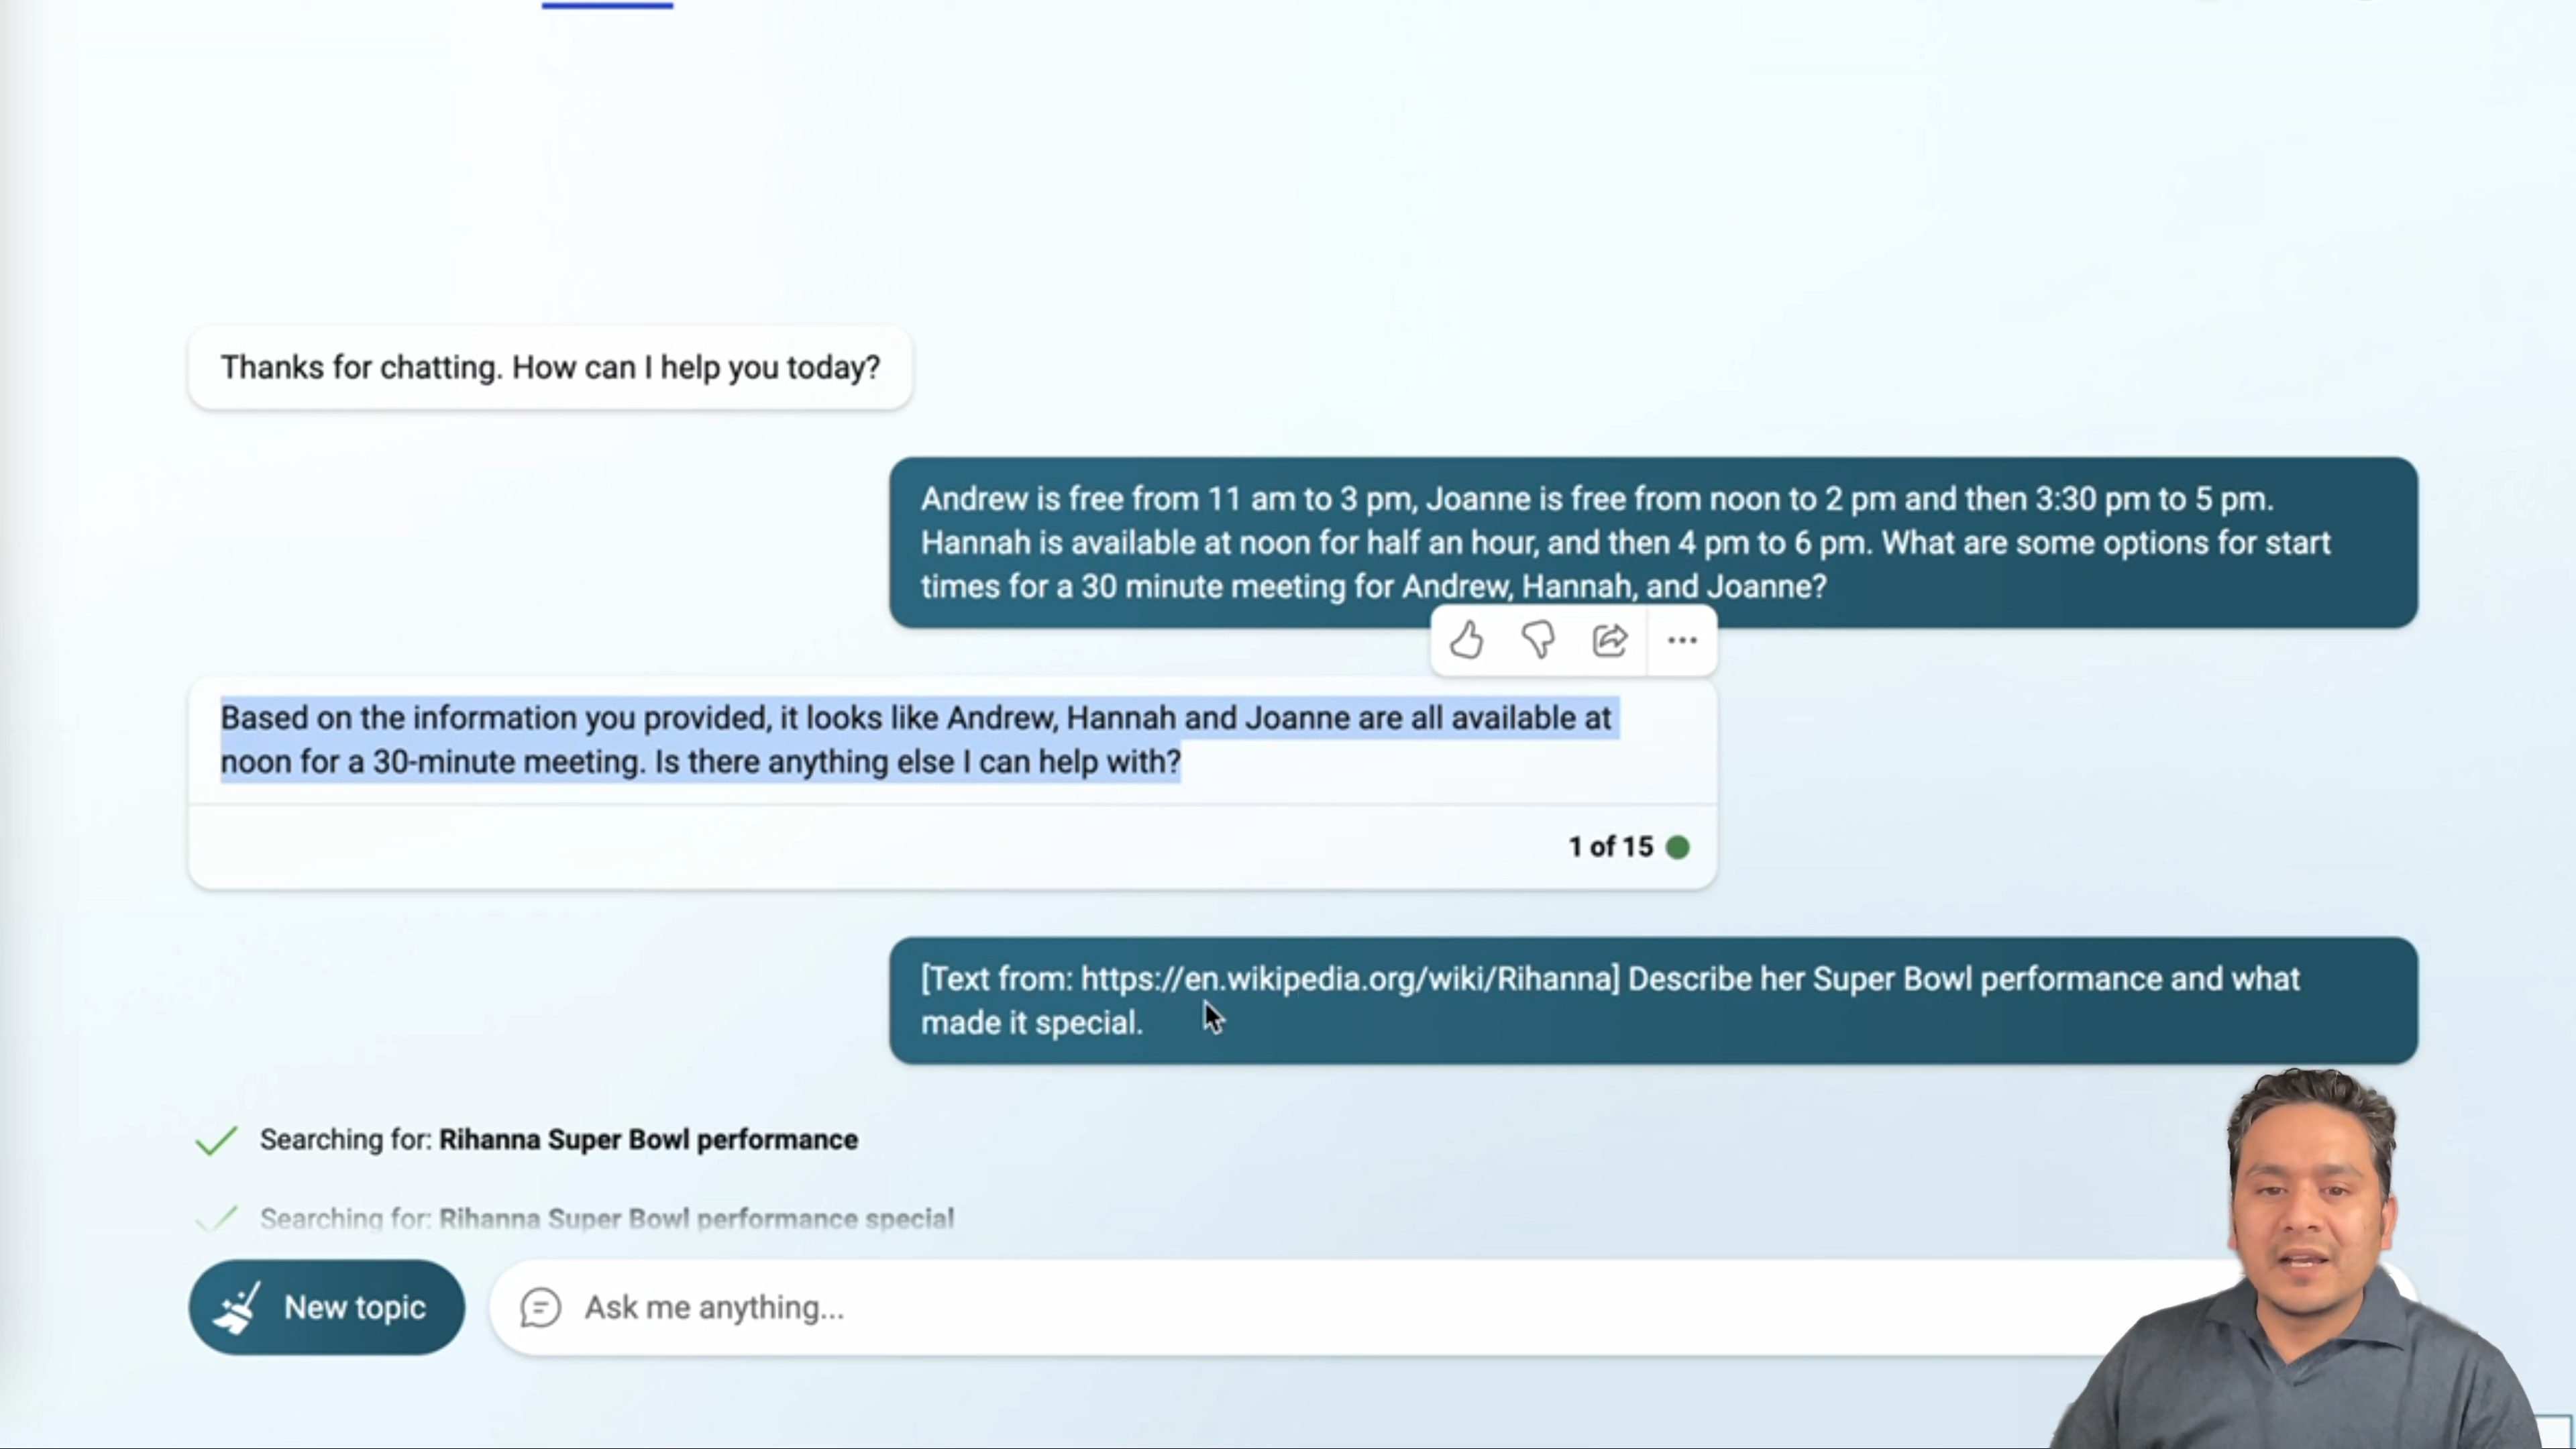 Thanks for chatting. How can I help you today?
Andrew is free from 11 am to 3 pm, Joanne is free from noon to 2 pm and then 3:30 pm to 5 pm.
Hannah is available at noon for half an hour, and then 4 pm to 6 pm. What are some options for start
times for a 30 minute meeting for Andrew, Hannah, and Joanne?
Based on the information you provided, it looks like Andrew, Hannah and Joanne are all available at
noon for a 30-minute meeting. Is there anything else I can help with?
1 of 15
[Text from: https://en.wikipedia.org/wiki/Rihanna] Describe her Super Bowl performance and what
made it special.
Searching for: Rihanna Super Bowl performance
Searching for: Rihanna Super Bowl performance special
New topic
Ask me anything...